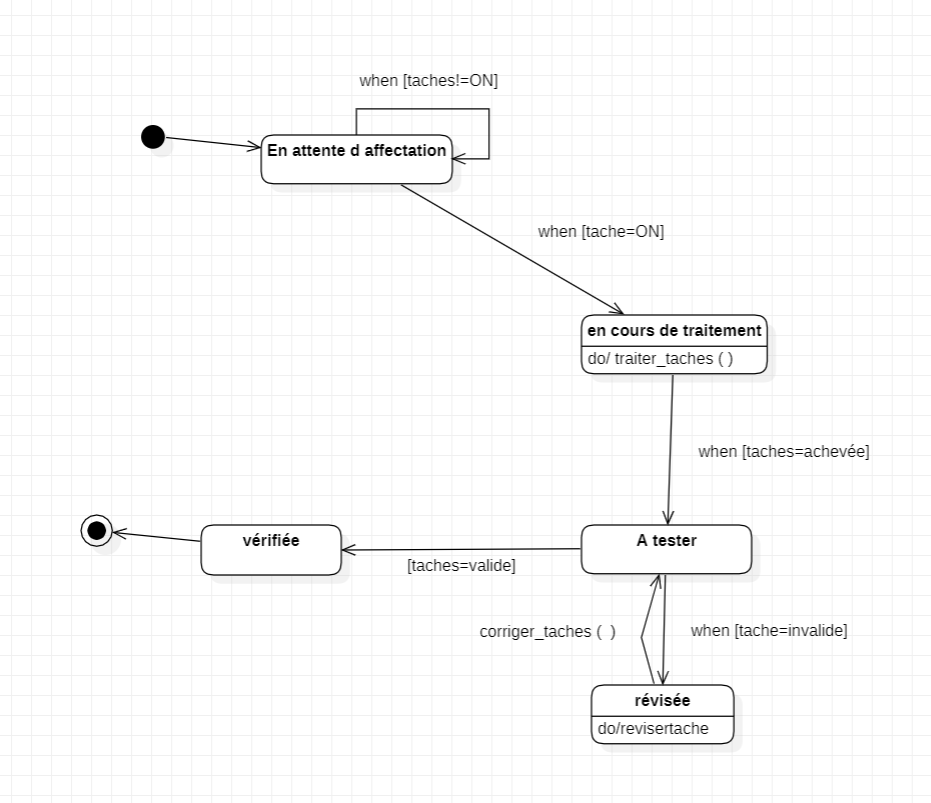 when [taches!=ON]
En attente d affectation
when [tache=ON]
en cours de traitement
do/ traiter_taches ( )
when [taches=achevée]
A tester
vérifiée
[taches=valide]
corriger_taches (  )
when [tache=invalide]
révisée
do/revisertache